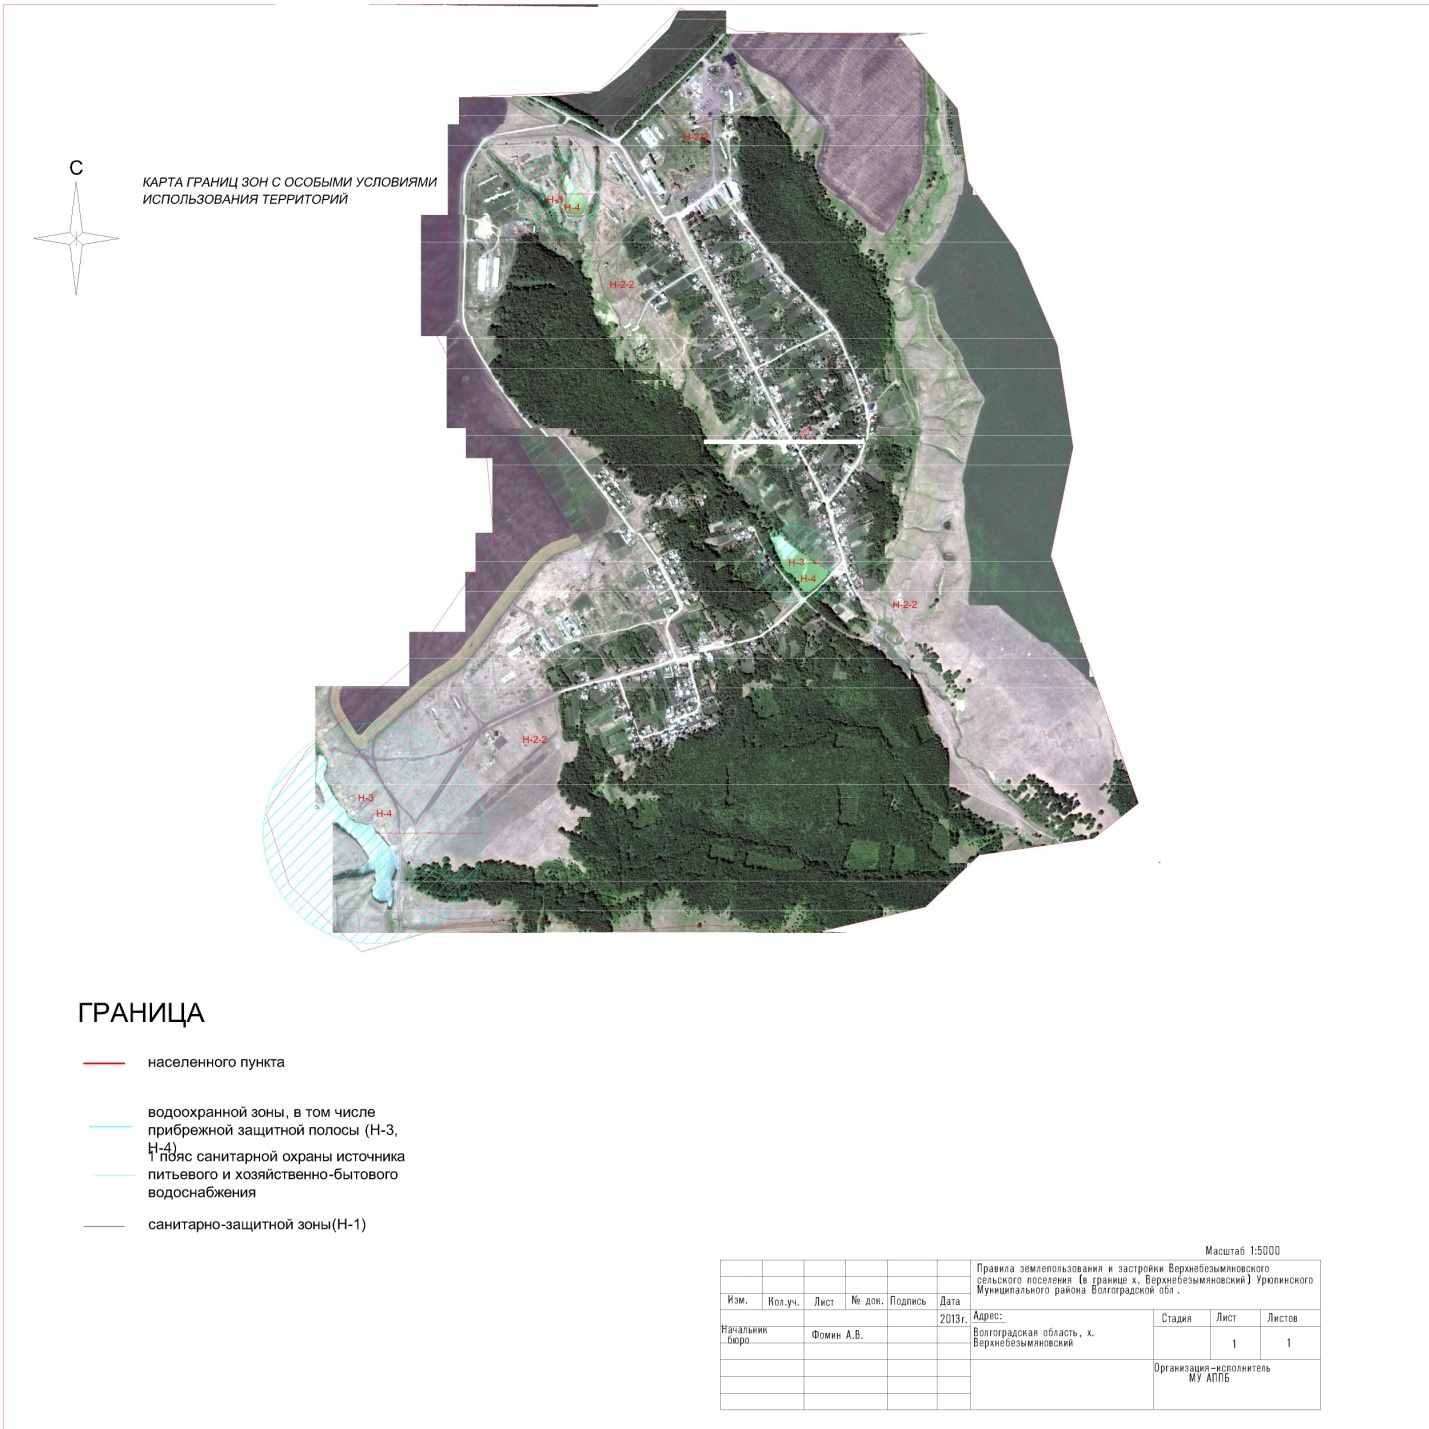 С
КАРТА ГРАНИЦ ЗОН С ОСОБЫМИ УСЛОВИЯМИ
ИСПОЛЬЗОВАНИЯ ТЕРРИТОРИЙ
Н-2-2
Н-3
Н-4
Н-2-2
Н-3
Н-4
Н-2-2
Н-2-2
Н-3
Н-4
ГРАНИЦА
населенного пункта
водоохранной зоны, в том числе
прибрежной защитной полосы (Н-3,
Н-4)
1 пояс санитарной охраны источника
питьевого и хозяйственно-бытового
водоснабжения
санитарно-защитной зоны(Н-1)
Масштаб 1:5000
Правила землепользования и застройки Верхнебезымяновского
сельского поселения (в границе х. Верхнебезымяновский) Урюпинского
Муниципального района Волгоградской обл.
Изм. Кол.уч. Лист № док. Подпись Дата
2013г.
Начальник
бюро
Фомин А.В.
Адрес:
Волгоградская область, х.
Верхнебезымяновский
Стадия Лист Листов
1 1
Организация-исполнитель
МУ АППБ